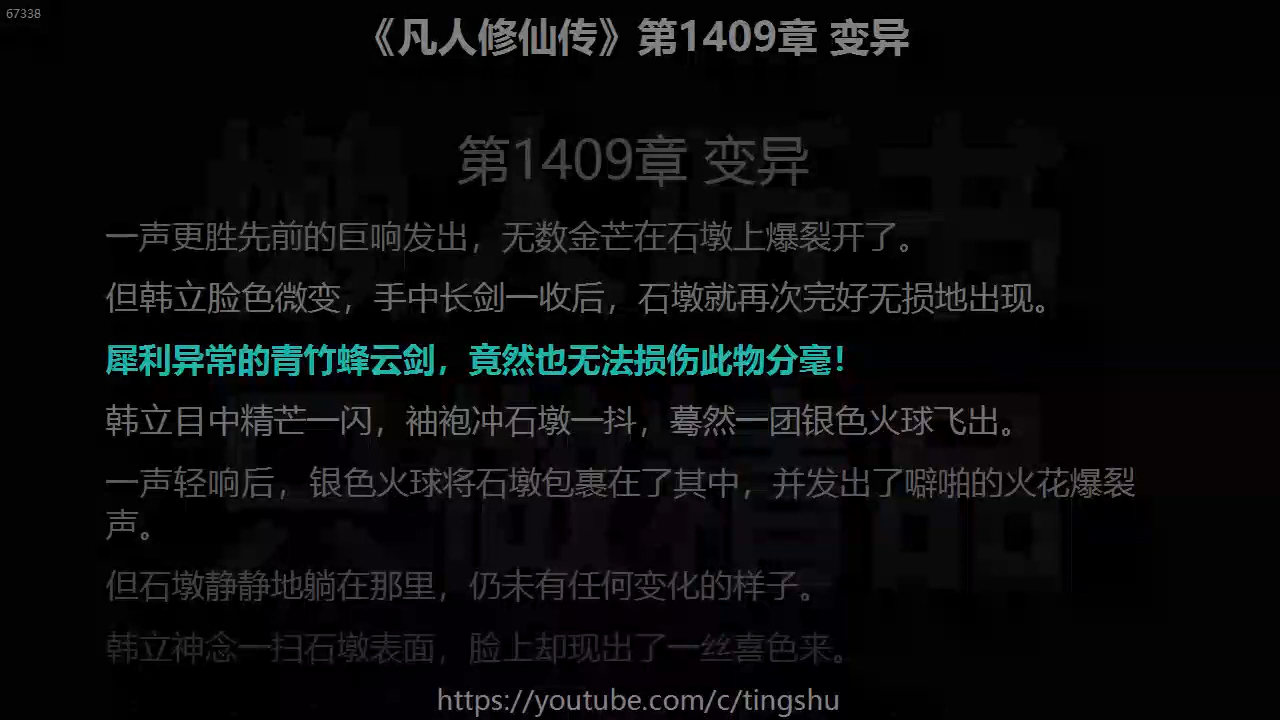 67338
《凡人修仙传》第1409章 变异
第1409章 变异
一声更胜先前的巨响发出，无数金芒在石墩上爆裂开了。
但韩立脸色微变，手中长剑一收后，石墩就再次完好无损地出现。
犀利异常的青竹蜂云剑，竟然也无法损伤此物分毫！
韩立目中精芒一闪，袖袍冲石墩一抖，蓦然一团银色火球飞出。
一声轻响后，银色火球将石墩包裹在了其中，并发出了噼啪的火花爆裂
声。
但石墩静静地躺在那里，仍未有任何变化的样子。
韩立神念一扫石墩表面，脸上却现出了一丝喜色来。
https://youtube.com/c/tingshu